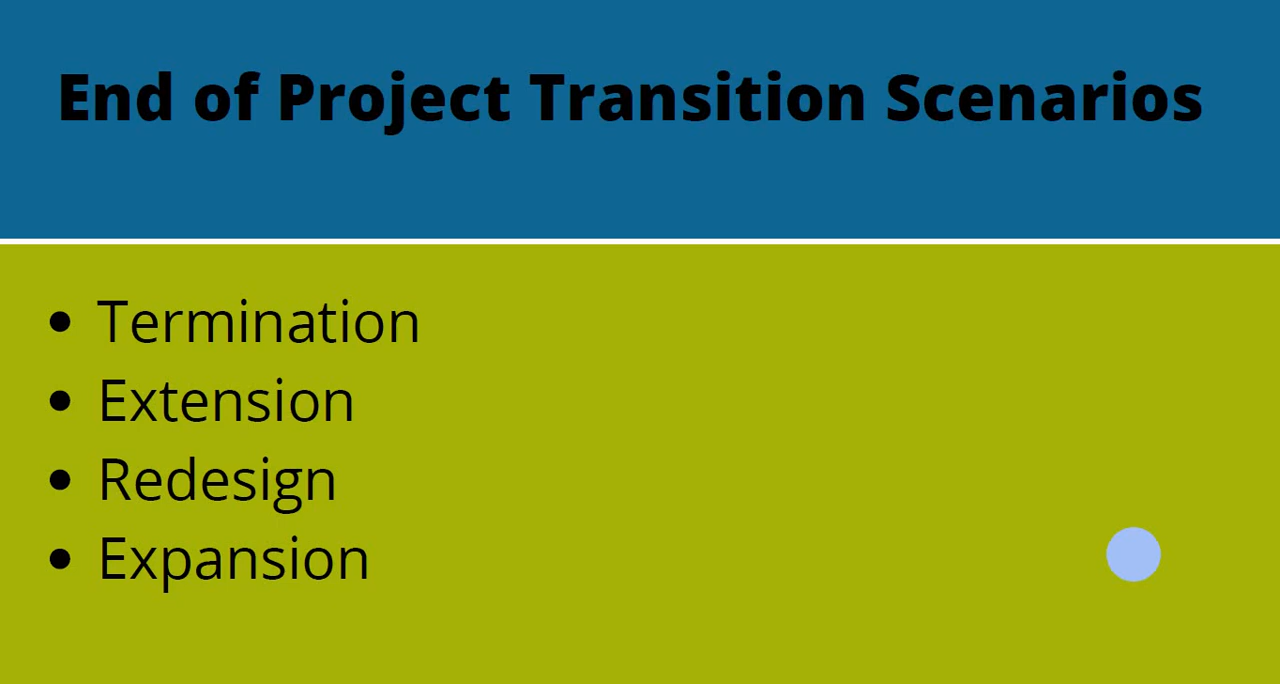 End of Project Transition Scenarios
• Termination
• Extension
• Redesign
• Expansion